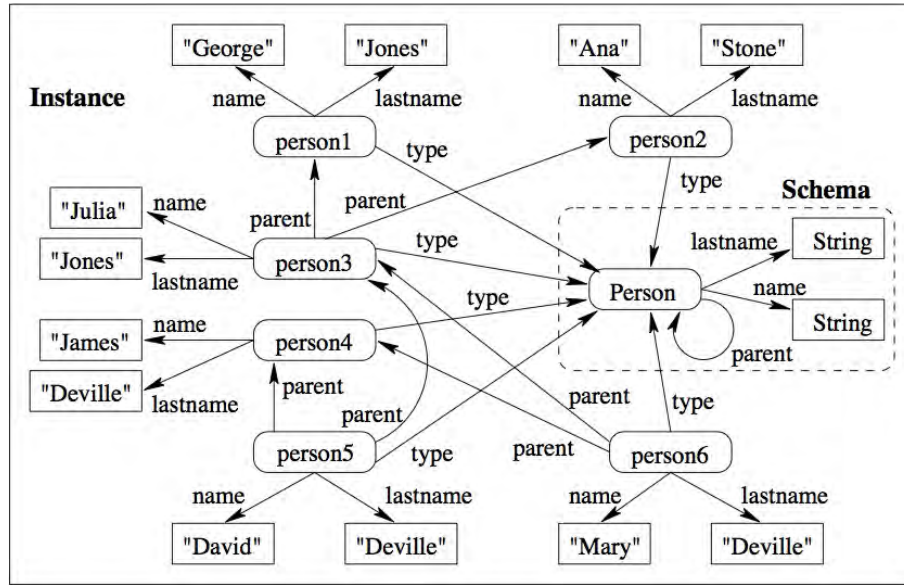 "George" "Jones" "Ana" "Stone"
Instance name lastname name lastname
person1 person2
type type
Schema
"Julia" name parent parent
lastname String
"Jones" lastname person3 type
Person name
type String
"James" name person4
parent
"Deville" lastname parent parent parent type
person5 type parent person6
name lastname name lastname
"David" "Deville" "Mary" "Deville"